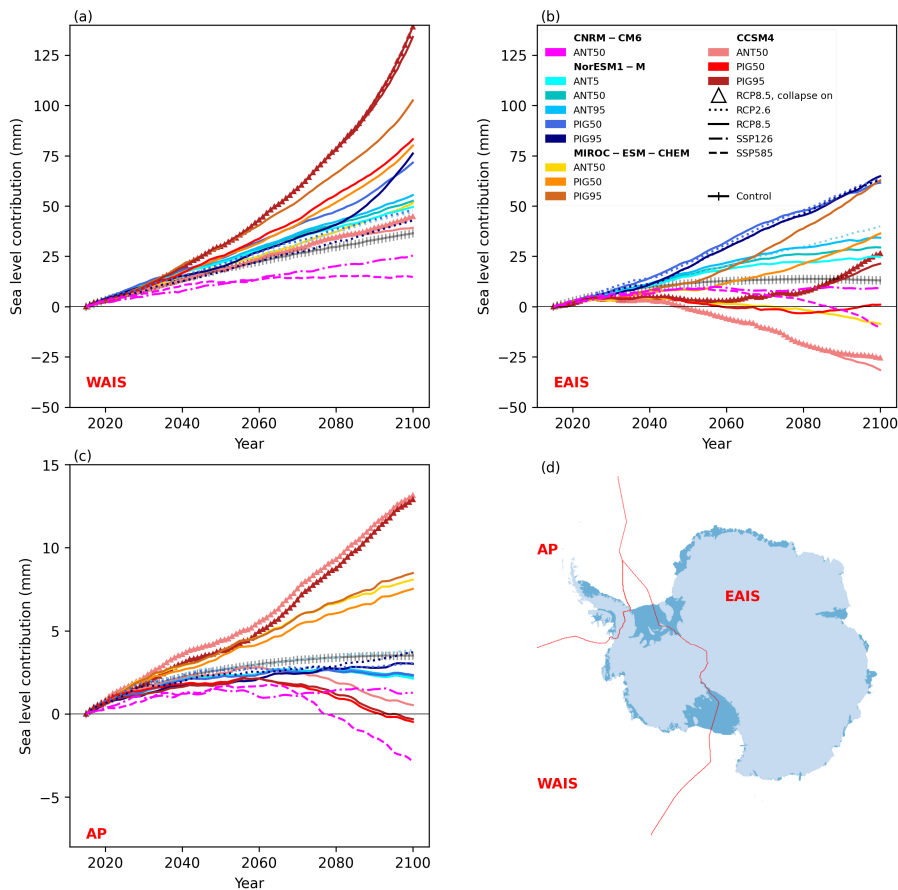 (a)
Sea level contribution (mm)
125
100
75
50
25
0
−25
−50
WAIS
2020 2040 2060 2080 2100
Year
(b)
Sea level contribution (mm)
125
100
75
50
25
0
−25
−50
CNRM − CM6
ANT50
NorESM1 − M
ANT5
ANT50
ANT95
PIG50
PIG95
MIROC − ESM − CHEM
ANT50
PIG50
PIG95
CCSM4
ANT50
PIG50
PIG95
RCP8.5, collapse on
RCP2.6
RCP8.5
SSP126
SSP585
Control
EAIS
2020 2040 2060 2080 2100
Year
(c)
Sea level contribution (mm)
15
10
5
0
−5
AP
2020 2040 2060 2080 2100
Year
(d)
AP
EAIS
WAIS